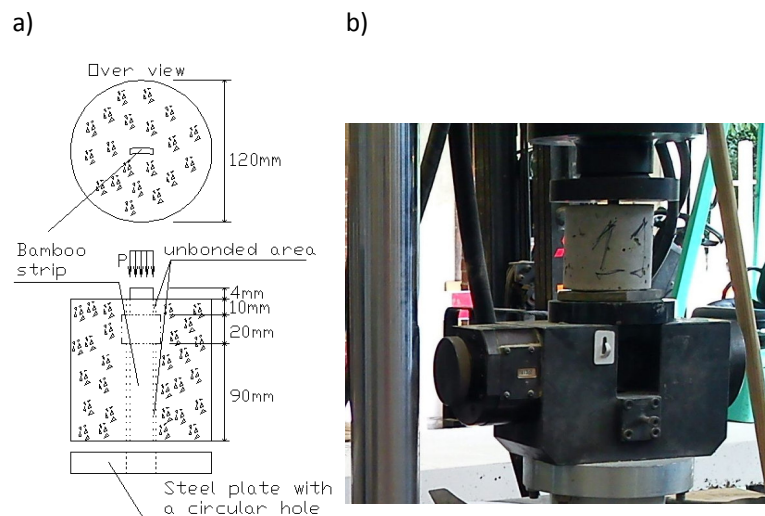 a)
b)
Over view
120mm
Bamboo
strip
P
unbonded area
4mm
10mm
20mm
90mm
Steel plate with
a circular hole